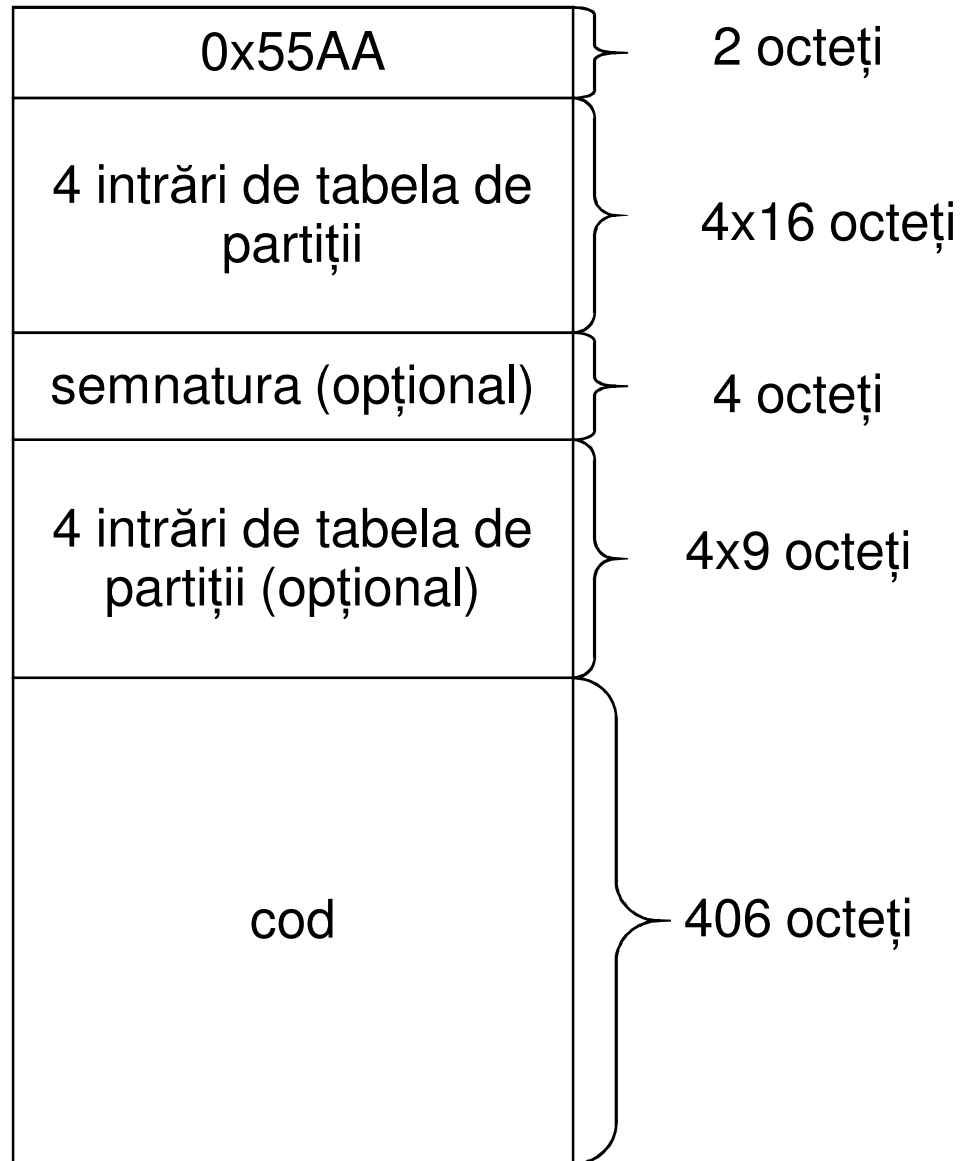 0x55AA
2 octeți
4 intrări de tabela de
partiții
4x16 octeți
semnatura (opțional)
4 octeți
4 intrări de tabela de
partiții (opțional)
4x9 octeți
cod
406 octeți